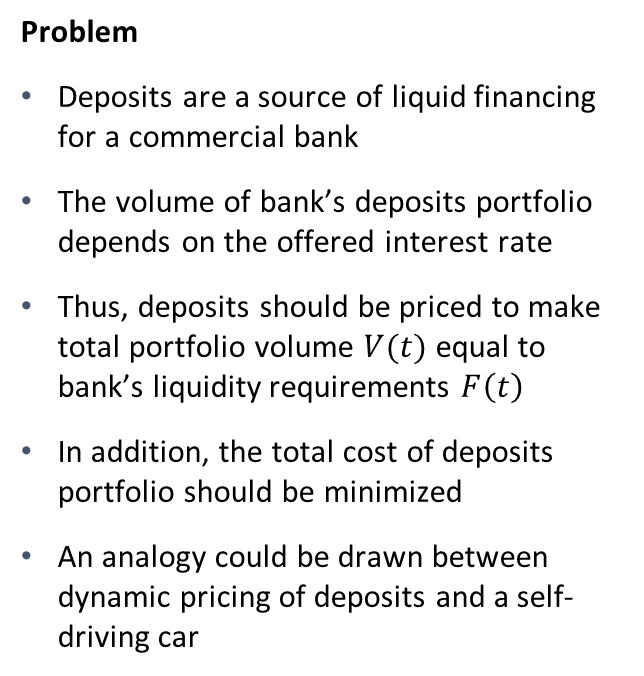 Problem
• Deposits are a source of liquid financing
for a commercial bank
• The volume of bank’s deposits portfolio
depends on the offered interest rate
• Thus, deposits should be priced to make
total portfolio volume V(t) equal to
bank’s liquidity requirements F(t)
• In addition, the total cost of deposits
portfolio should be minimized
• An analogy could be drawn between
dynamic pricing of deposits and a self-
driving car